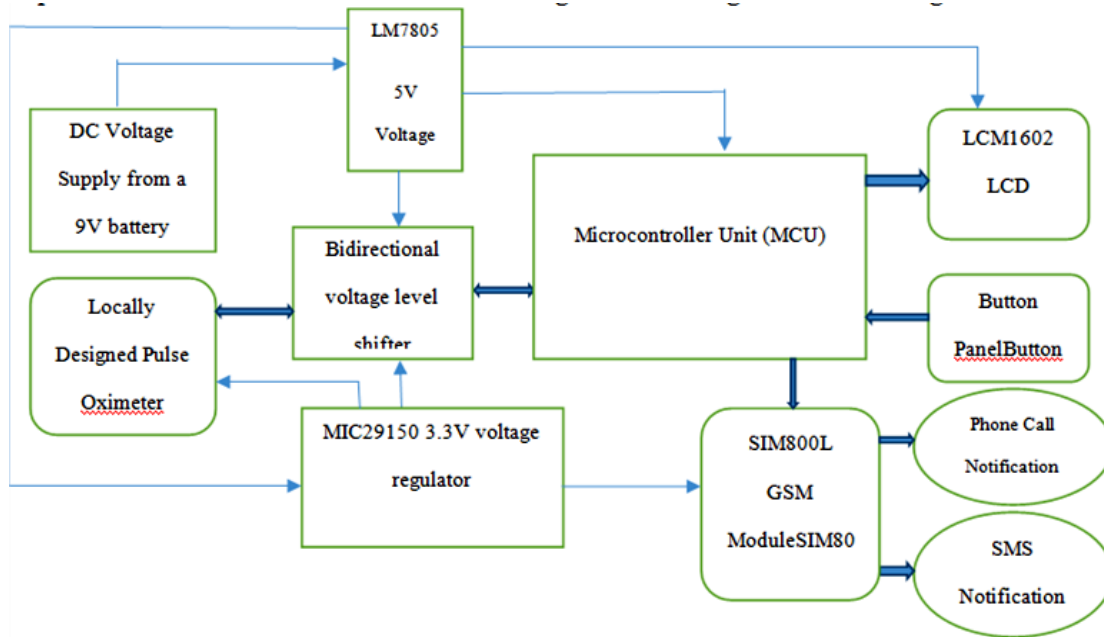 LM7805
5V
Voltage
DC Voltage
Supply from a
9V battery
LCM1602
LCD
Microcontroller Unit (MCU)
Bidirectional
voltage level
shifter
Locally
Designed Pulse
Oximeter
Button
PanelButton
MIC29150 3.3V voltage
regulator
SIM800L
GSM
ModuleSIM80
Phone Call
Notification
SMS
Notification